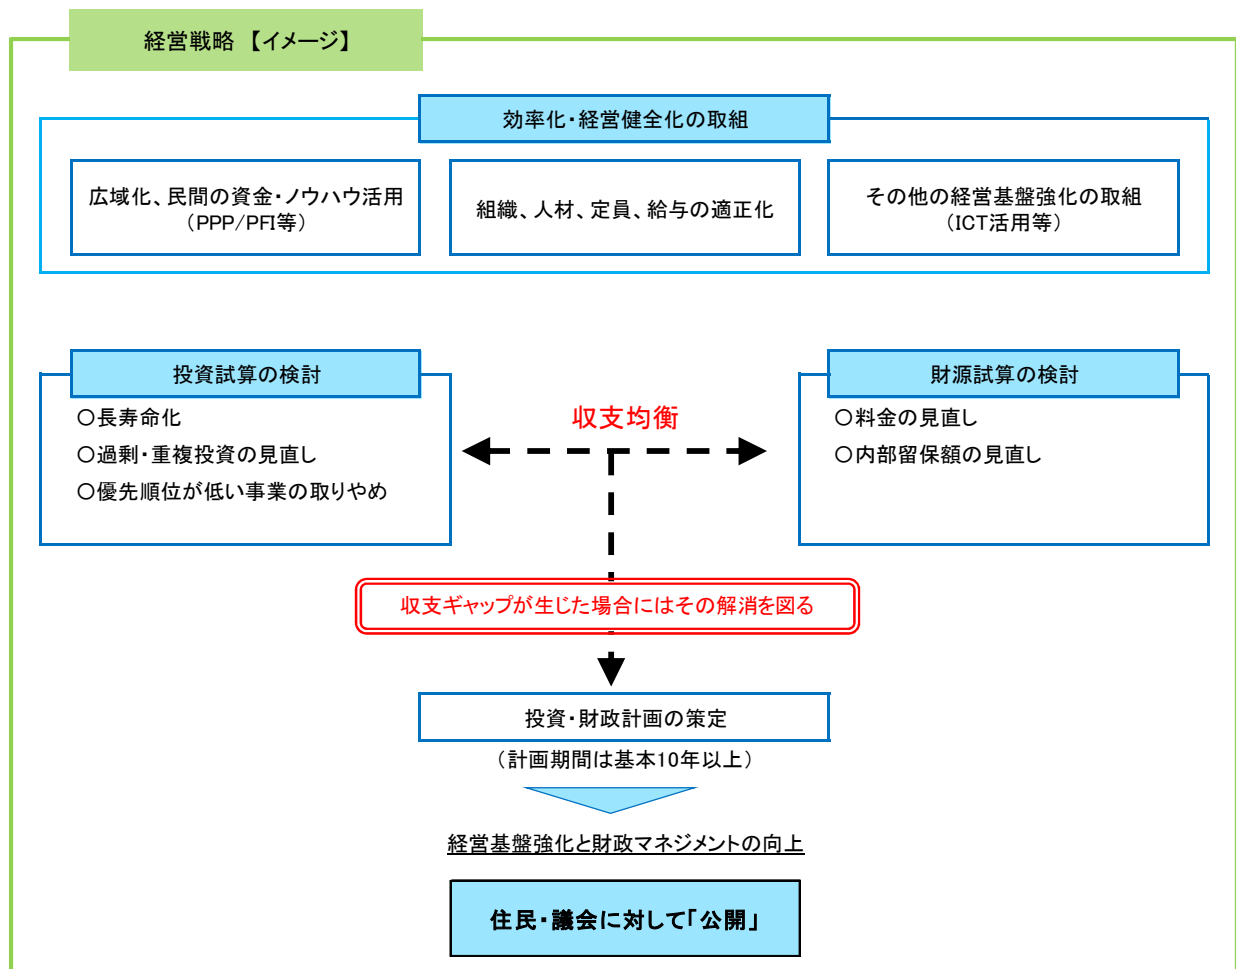 経営戦略 【イメージ】
効率化・経営健全化の取組
広域化、民間の資金・ノウハウ活用
（PPP/PFI等）
組織、人材、定員、給与の適正化
その他の経営基盤強化の取組
（ICT活用等）
投資試算の検討
〇長寿命化
〇過剰・重複投資の見直し
〇優先順位が低い事業の取りやめ
収支均衡
財源試算の検討
〇料金の見直し
〇内部留保額の見直し
収支ギャップが生じた場合にはその解消を図る
投資・財政計画の策定
（計画期間は基本10年以上）
経営基盤強化と財政マネジメントの向上
住民・議会に対して「公開」